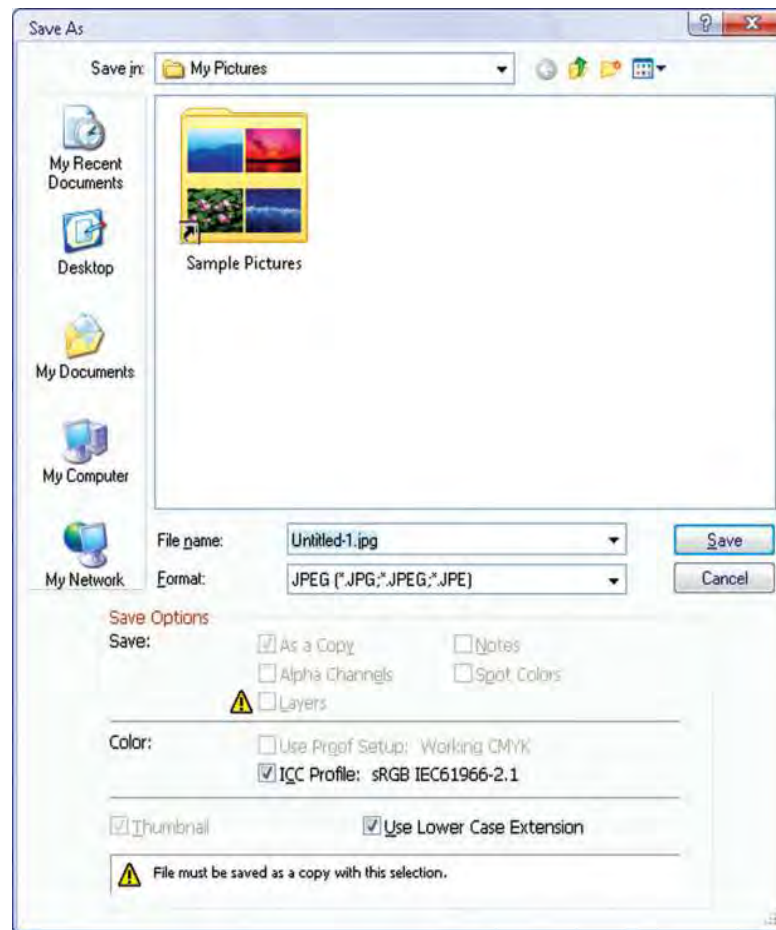 Save As
Save in: My Pictures
My Recent
Documents
Desktop
My Documents
My Computer
My Network
Sample Pictures
File name: Untitled-1.jpg Save
Format: JPEG (*.JPG;*.JPEG;*.JPE) Cancel
Save Options
Save: As a Copy Notes
Alpha Channels Spot Colors
Layers
Color: Use Proof Setup: Working CMYK
ICC Profile: sRGB IEC61966-2.1
Thumbnail Use Lower Case Extension
File must be saved as a copy with this selection.